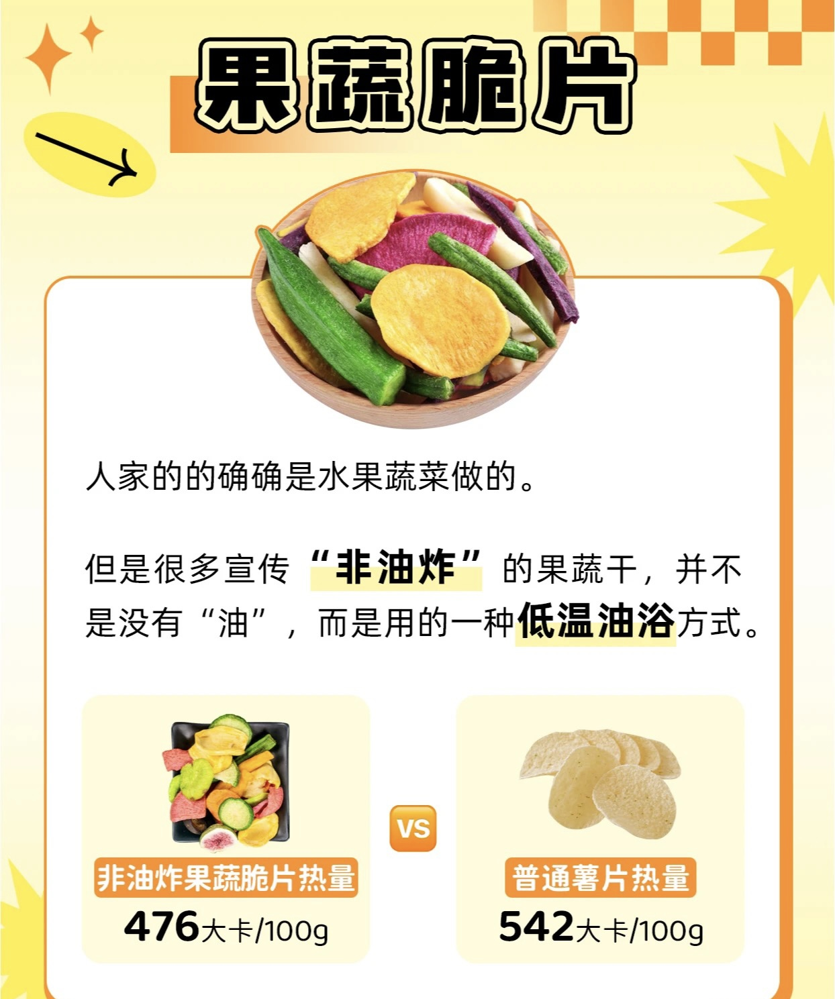 果蔬脆片
人家的的确确是水果蔬菜做的。
但是很多宣传“非油炸”的果蔬干，并不
是没有“油”，而是用的一种低温油浴方式。
非油炸果蔬脆片热量
476大卡/100g
VS
普通薯片热量
542大卡/100g